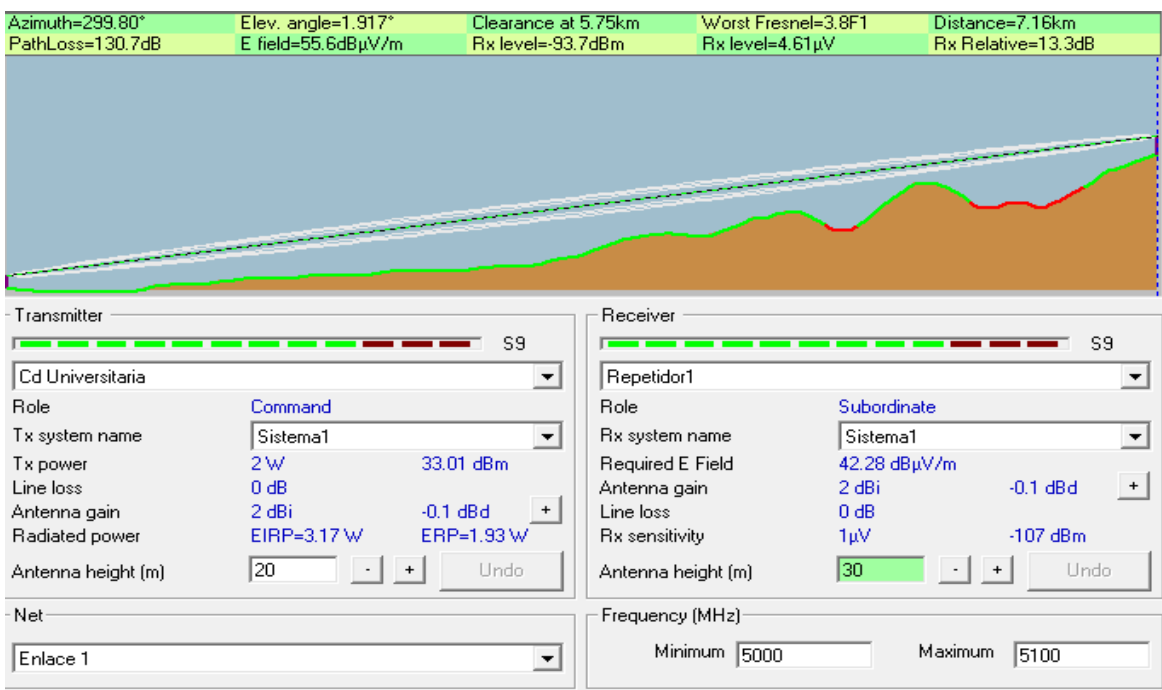 Azimuth=299.80° Elev. angle=1.917° Clearance at 5.75km Worst Fresnel=3.8F1 Distance=7.16km
PathLoss=130.7dB E field=55.6dBµV/m Rx level=-93.7dBm Rx level=4.61µV Rx Relative=13.3dB
Transmitter
S9
Cd Universitaria
Role Command
Tx system name Sistema1
Tx power 2 W 33.01 dBm
Line loss 0 dB
Antenna gain 2 dBi -0.1 dBd +
Radiated power EIRP=3.17 W ERP=1.93 W
Antenna height (m) 20 - + Undo
Receiver
S9
Repetidor1
Role Subordinate
Rx system name Sistema1
Required E Field 42.28 dBµV/m
Antenna gain 2 dBi -0.1 dBd +
Line loss 0 dB
Rx sensitivity 1µV -107 dBm
Antenna height (m) 30 - + Undo
Net
Enlace 1
Frequency (MHz)
Minimum 5000 Maximum 5100